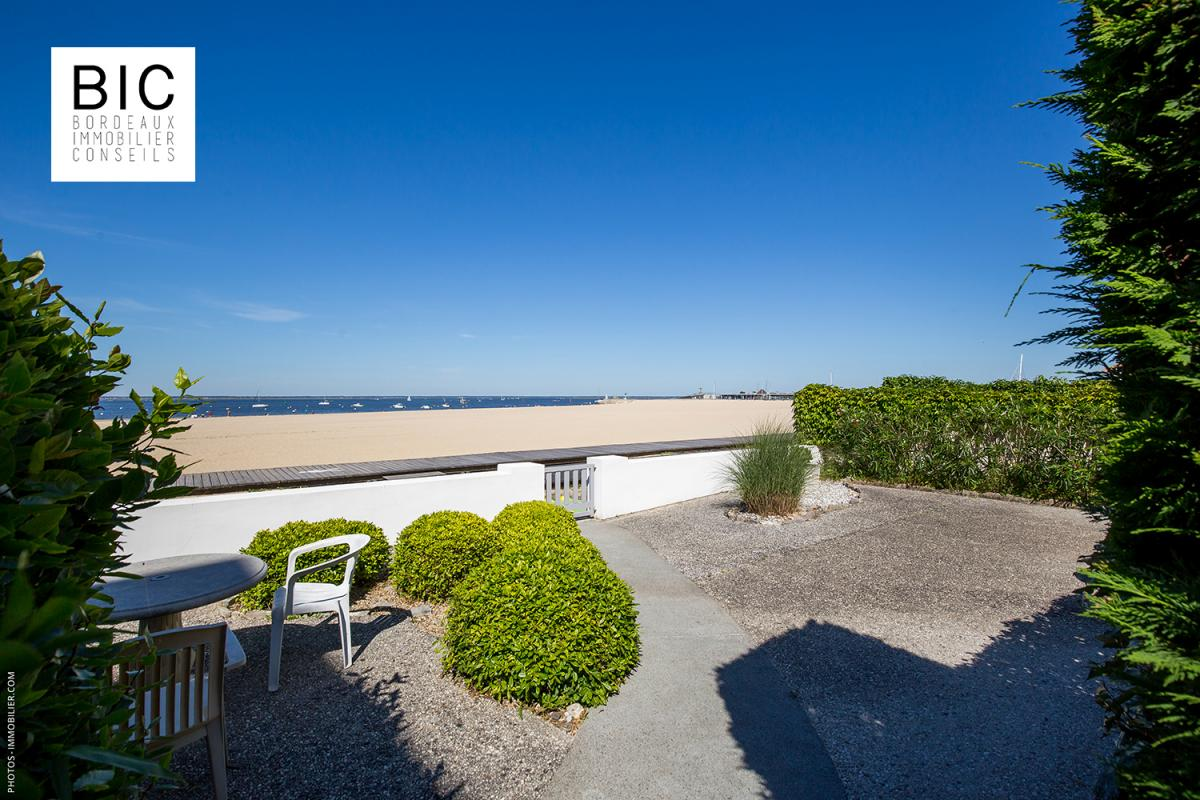 BIC
BORDEAUX
IMMOBILIER
CONSEILS
PHOTOS - IMMOBILIER.COM